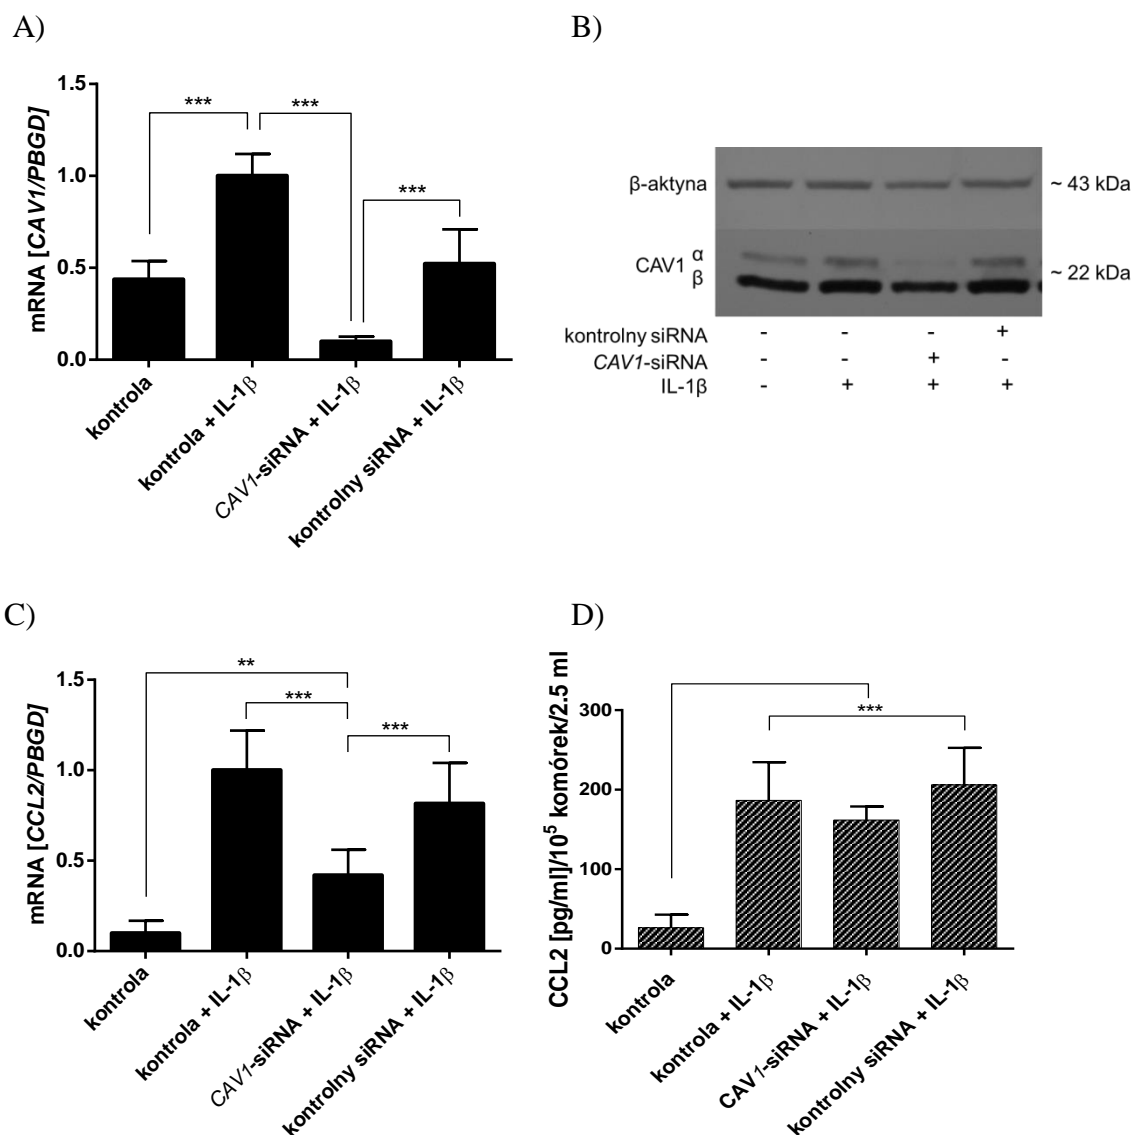 A)
mRNA [CAV1/PBGD]
1.5
1.0
0.5
0.0
***
***
***
kontrola
kontrola + IL-1β
CAV1-siRNA + IL-1β
kontrolny siRNA + IL-1β
B)
β-aktyna
~ 43 kDa
CAV1 α
β
~ 22 kDa
kontrolny siRNA - - - +
CAV1-siRNA - - + -
IL-1β - + + +
C)
mRNA [CCL2/PBGD]
1.5
1.0
0.5
0.0
**
***
***
kontrola
kontrola + IL-1β
CAV1-siRNA + IL-1β
kontrolny siRNA + IL-1β
D)
CCL2 [pg/ml]/10⁵ komórek/2.5 ml
300
200
100
0
***
kontrola
kontrola + IL-1β
CAV1-siRNA + IL-1β
kontrolny siRNA + IL-1β